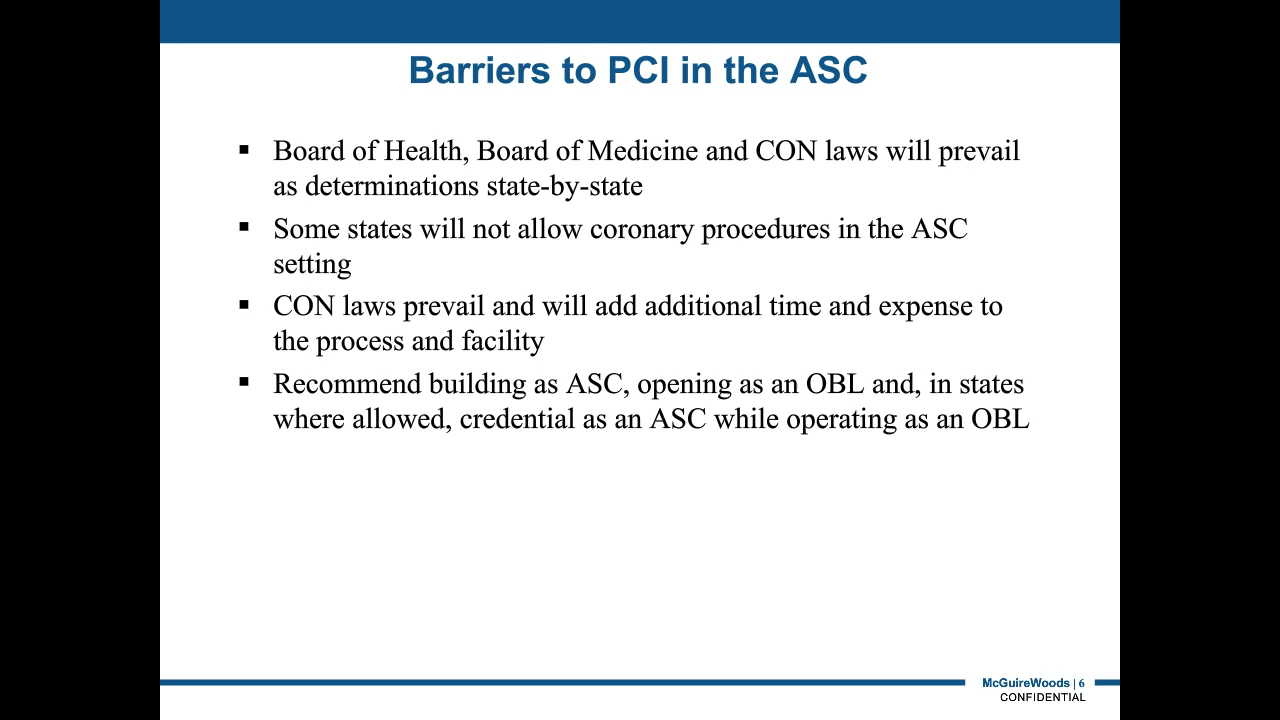 Barriers to PCI in the ASC
▪ Board of Health, Board of Medicine and CON laws will prevail
as determinations state-by-state
▪ Some states will not allow coronary procedures in the ASC
setting
▪ CON laws prevail and will add additional time and expense to
the process and facility
▪ Recommend building as ASC, opening as an OBL and, in states
where allowed, credential as an ASC while operating as an OBL
McGuireWoods | 6
CONFIDENTIAL